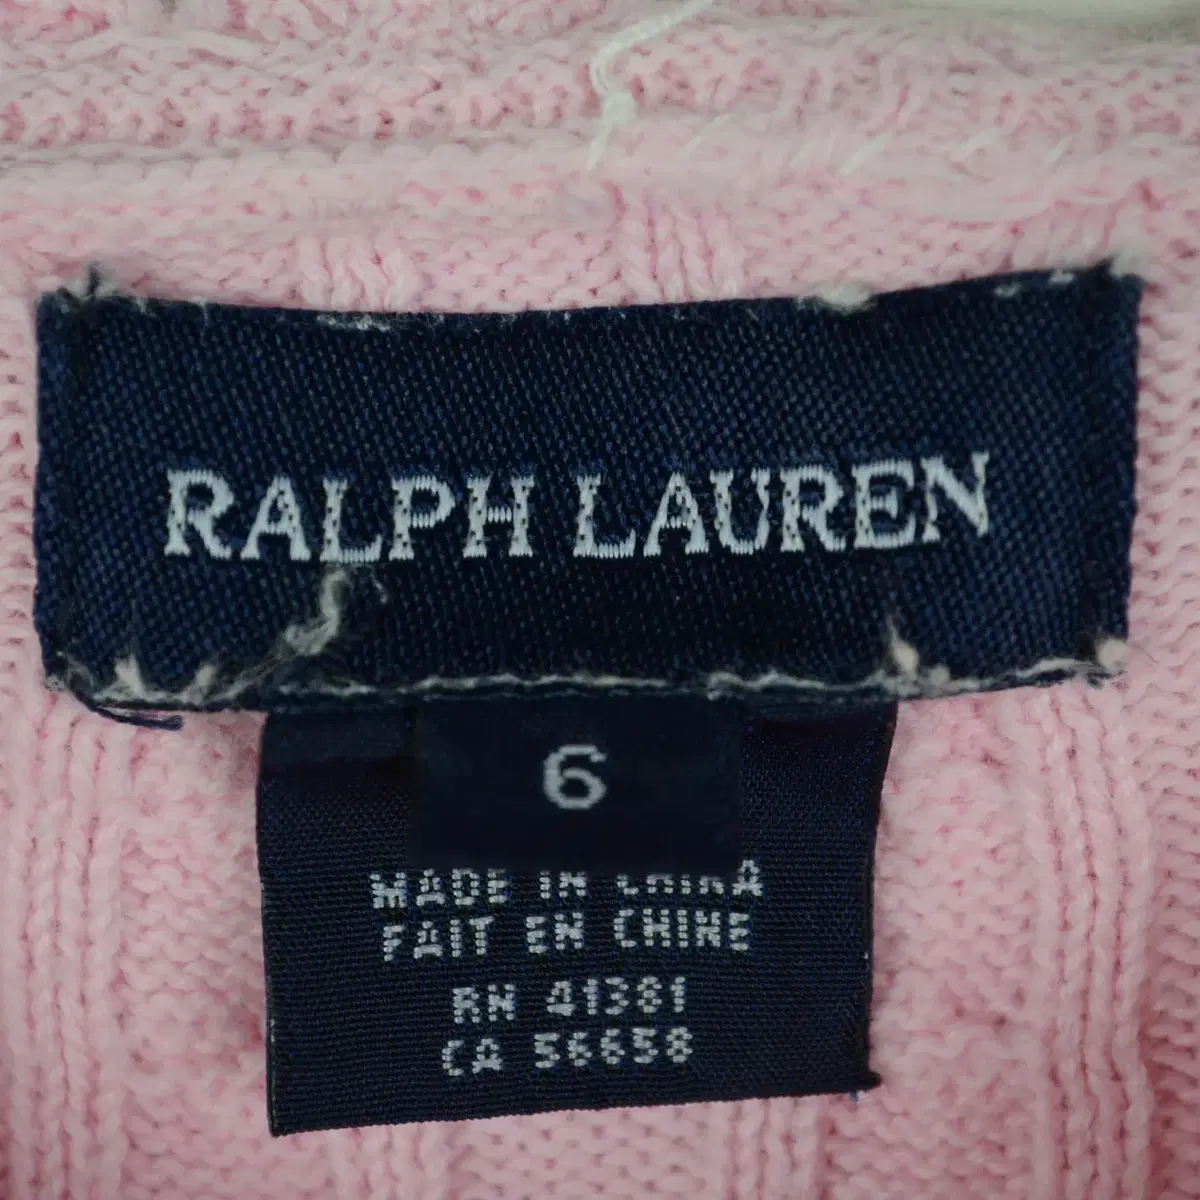 RALPH LAUREN
6
MADE IN CHINA
FAIT EN CHINE
RN 41381
CA 56658